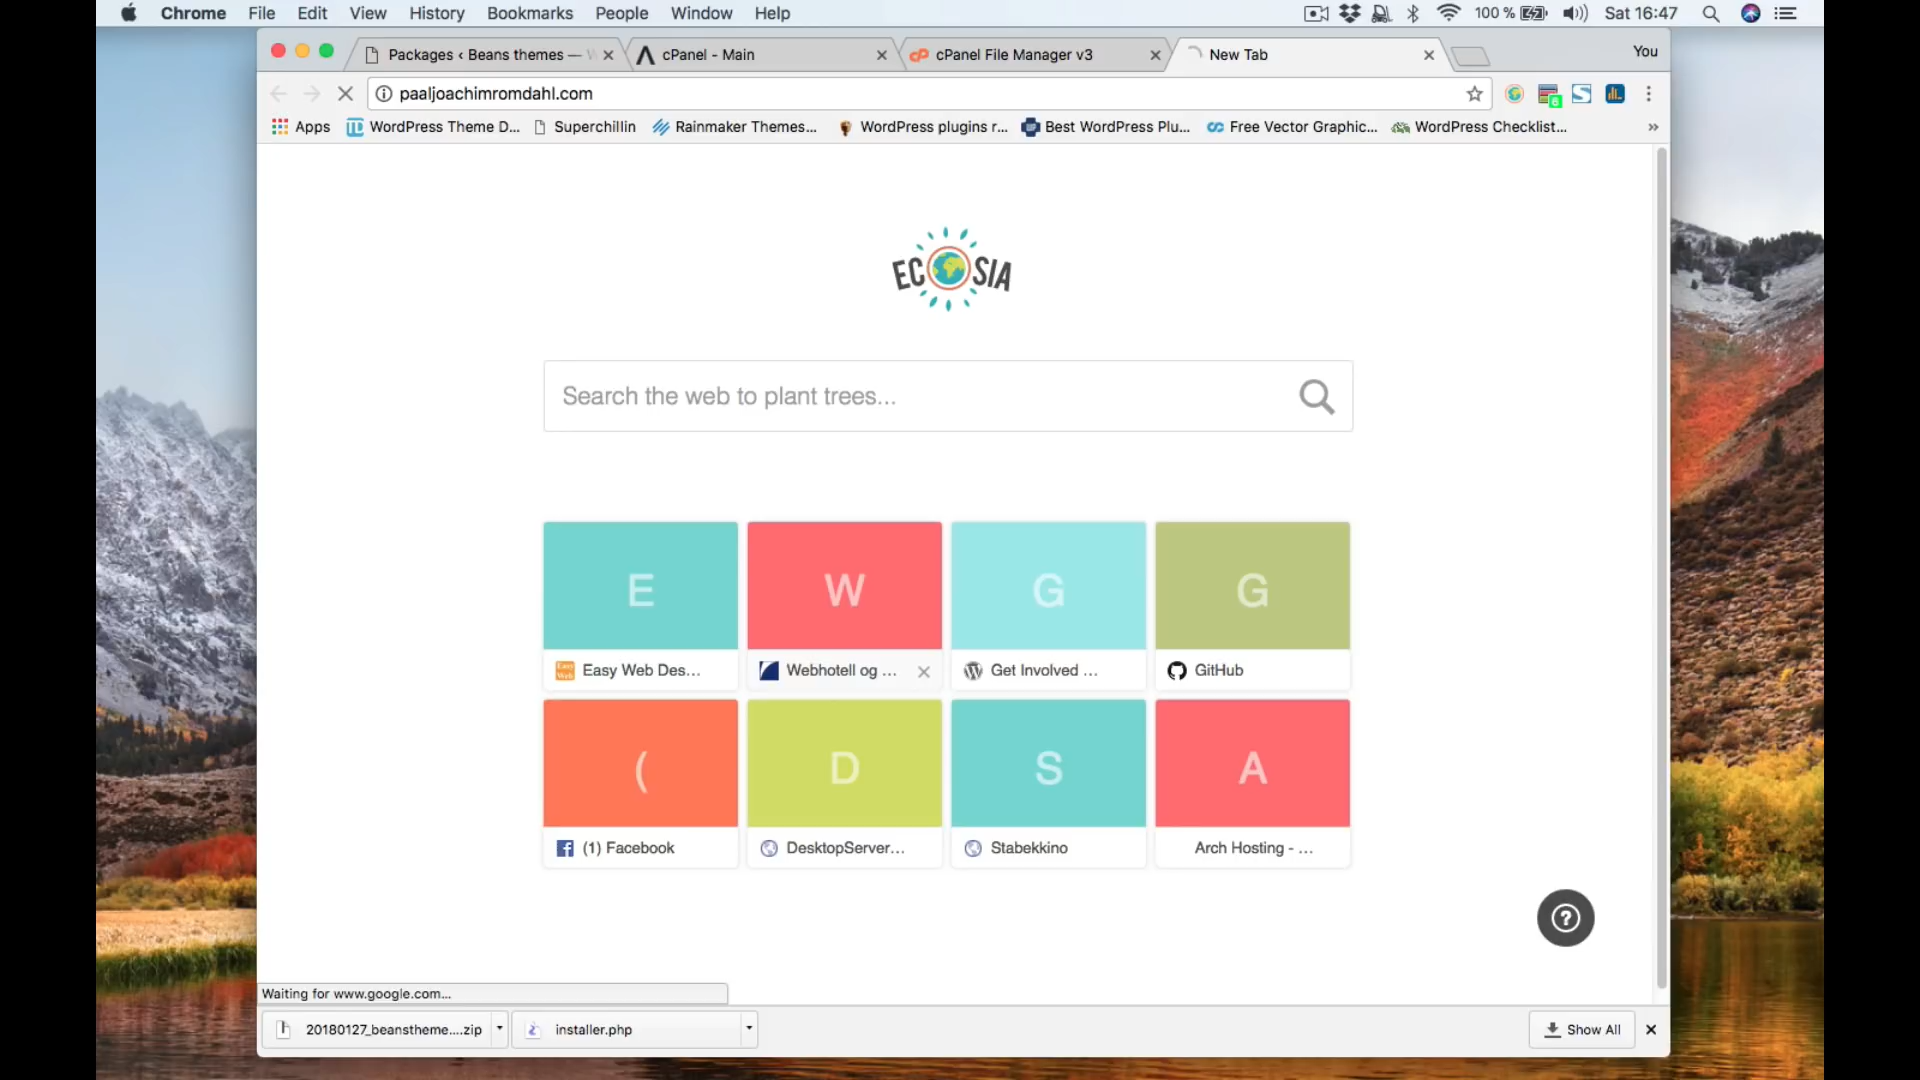 Chrome File Edit View History Bookmarks People Window Help 100 % Sat 16:47
Packages ‹ Beans themes — W cPanel - Main cPanel File Manager v3 New Tab You
paaljoachimromdahl.com
Apps WordPress Theme D... Superchillin Rainmaker Themes... WordPress plugins r... Best WordPress Plu... Free Vector Graphic... WordPress Checklist... »
ECOSIA
Search the web to plant trees...
E W G G
Easy Web Des... Webhotell og ... Get Involved ... GitHub
( D S A
(1) Facebook DesktopServer... Stabekkino Arch Hosting - ...
?
Waiting for www.google.com...
20180127_beanstheme....zip installer.php Show All